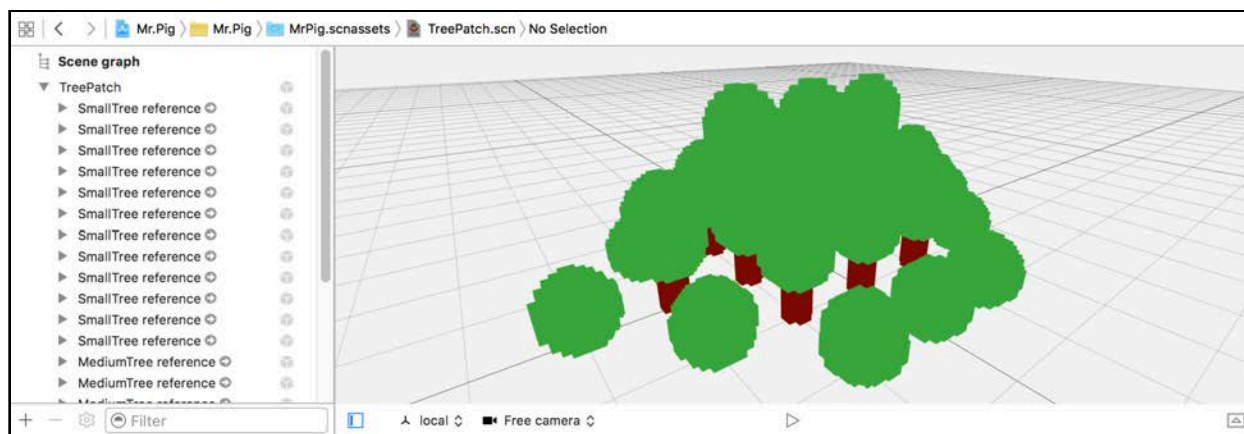 Mr.Pig Mr.Pig MrPig.scnassets TreePatch.scn No Selection
Scene graph
TreePatch
SmallTree reference
SmallTree reference
SmallTree reference
SmallTree reference
SmallTree reference
SmallTree reference
SmallTree reference
SmallTree reference
SmallTree reference
SmallTree reference
SmallTree reference
SmallTree reference
MediumTree reference
MediumTree reference
MediumTree reference
Filter
local Free camera